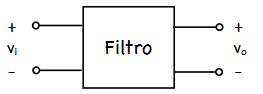 + +
vᵢ Filtro vₒ
− −